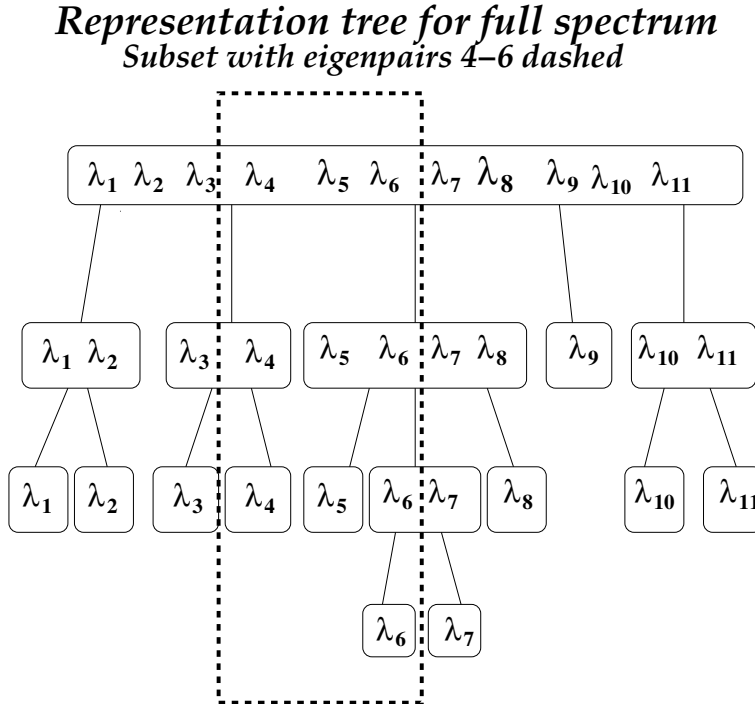 Representation tree for full spectrum
Subset with eigenpairs 4–6 dashed
λ1 λ2 λ3 λ4 λ5 λ6 λ7 λ8 λ9 λ10 λ11
λ1 λ2 λ3 λ4 λ5 λ6 λ7 λ8 λ9 λ10 λ11
λ1 λ2 λ3 λ4 λ5 λ6 λ7 λ8 λ10 λ11
λ6 λ7